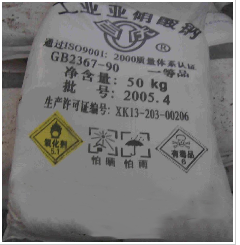 工业亚硝酸钠
通过ISO9001: 2000质量体系认证
GB2367-90 一等品
净含量: 50 kg
批号: 2005.4
生产许可证编号: XK13-203-00206
氧化剂
5.1
怕晒 怕雨
有毒品
6